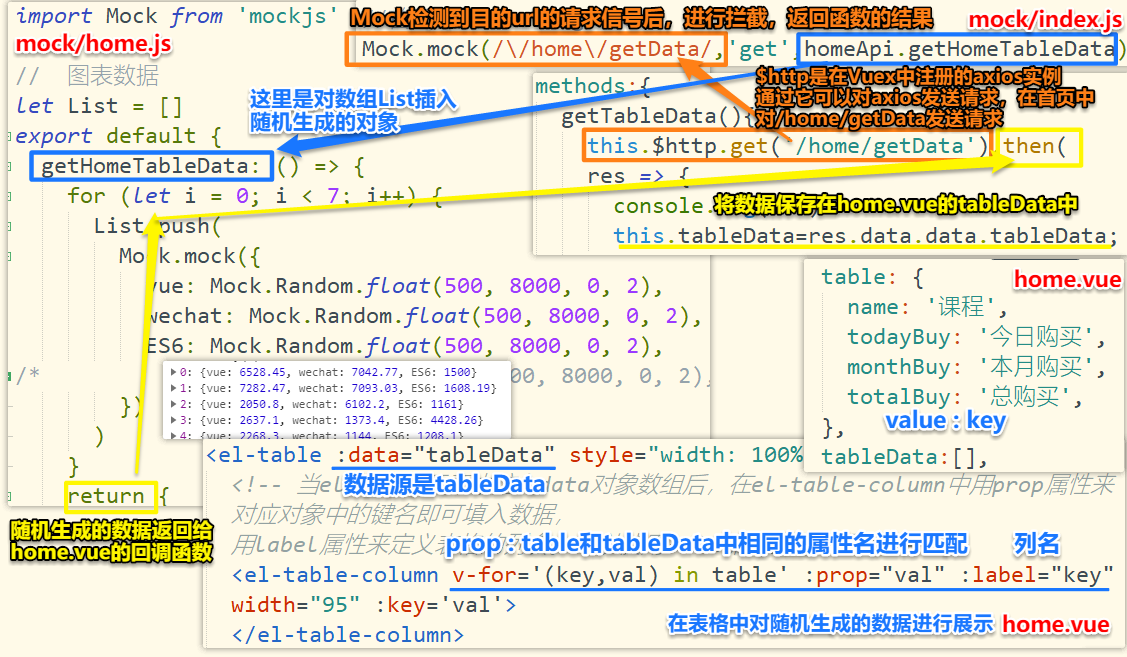 import Mock from 'mockjs'
mock/home.js
// 图表数据
let List = []
export default {
getHomeTableData: () => {
for (let i = 0; i < 7; i++) {
List.push(
Mock.mock({
vue: Mock.Random.float(500, 8000, 0, 2),
wechat: Mock.Random.float(500, 8000, 0, 2),
ES6: Mock.Random.float(500, 8000, 0, 2),
/*
00, 8000, 0, 2),
})
)
}
return {
随机生成的数据返回给
home.vue的回调函数
这里是对数组List插入
随机生成的对象
Mock检测到目的url的请求信号后，进行拦截，返回函数的结果
mock/index.js
Mock.mock(/\/home\/getData/,'get',homeApi.getHomeTableData)
$http是在Vuex中注册的axios实例
通过它可以对axios发送请求，在首页中
对/home/getData发送请求
methods:{
getTableData(){
this.$http.get('/home/getData').then(
res => {
console.
将数据保存在home.vue的tableData中
this.tableData=res.data.data.tableData;
home.vue
table: {
name: '课程',
todayBuy: '今日购买',
monthBuy: '本月购买',
totalBuy: '总购买',
},
value : key
tableData:[],
0: {vue: 6528.45, wechat: 7042.77, ES6: 1500}
1: {vue: 7282.47, wechat: 7093.03, ES6: 1608.19}
2: {vue: 2050.8, wechat: 6102.2, ES6: 1161}
3: {vue: 2637.1, wechat: 1373.4, ES6: 4428.26}
4: {vue: 2268.3, wechat: 1144, ES6: 1208.1}
<el-table :data="tableData" style="width: 100%
数据源是tableData
<!-- 当el data对象数组后，在el-table-column中用prop属性来
对应对象中的键名即可填入数据，
用label属性来定义表
prop : table和tableData中相同的属性名进行匹配 列名
<el-table-column v-for='(key,val) in table' :prop="val" :label="key"
width="95" :key='val'>
</el-table-column>
在表格中对随机生成的数据进行展示 home.vue